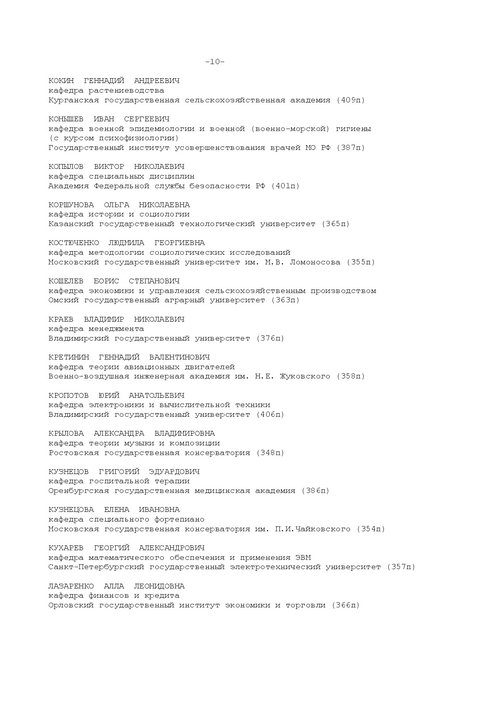 -10-
КОКИН ГЕННАДИЙ АНДРЕЕВИЧ
кафедра растениеводства
Курганская государственная сельскохозяйственная академия (409п)
КОНЫШЕВ ИВАН СЕРГЕЕВИЧ
кафедра военной эпидемиологии и военной (военно-морской) гигиены
(с курсом психофизиологии)
Государственный институт усовершенствования врачей МО РФ (387п)
КОПЫЛОВ ВИКТОР НИКОЛАЕВИЧ
кафедра специальных дисциплин
Академия Федеральной службы безопасности РФ (401п)
КОРШУНОВА ОЛЬГА НИКОЛАЕВНА
кафедра истории и социологии
Казанский государственный технологический университет (365п)
КОСТЮЧЕНКО ЛЮДМИЛА ГЕОРГИЕВНА
кафедра методологии социологических исследований
Московский государственный университет им. М.В. Ломоносова (355п)
КОШЕЛЕВ БОРИС СТЕПАНОВИЧ
кафедра экономики и управления сельскохозяйственным производством
Омский государственный аграрный университет (363п)
КРАЕВ ВЛАДИМИР НИКОЛАЕВИЧ
кафедра менеджмента
Владимирский государственный университет (376п)
КРЕТИНИН ГЕННАДИЙ ВАЛЕНТИНОВИЧ
кафедра теории авиационных двигателей
Военно-воздушная инженерная академия им. Н.Е. Жуковского (358п)
КРОПОТОВ ЮРИЙ АНАТОЛЬЕВИЧ
кафедра электроники и вычислительной техники
Владимирский государственный университет (406п)
КРЫЛОВА АЛЕКСАНДРА ВЛАДИМИРОВНА
кафедра теории музыки и композиции
Ростовская государственная консерватория (348п)
КУЗНЕЦОВ ГРИГОРИЙ ЭДУАРДОВИЧ
кафедра госпитальной терапии
Оренбургская государственная медицинская академия (386п)
КУЗНЕЦОВА ЕЛЕНА ИВАНОВНА
кафедра специального фортепиано
Московская государственная консерватория им. П.И.Чайковского (354п)
КУХАРЕВ ГЕОРГИЙ АЛЕКСАНДРОВИЧ
кафедра математического обеспечения и применения ЭВМ
Санкт-Петербургский государственный электротехнический университет (357п)
ЛАЗАРЕНКО АЛЛА ЛЕОНИДОВНА
кафедра финансов и кредита
Орловский государственный институт экономики и торговли (366п)